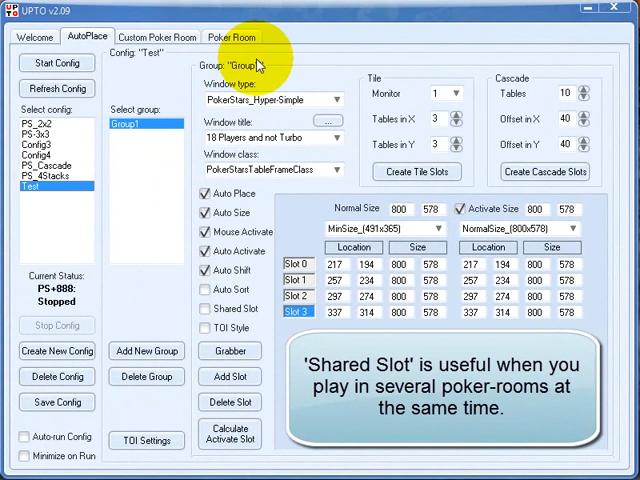 UP
TO
UPTO v2.09
Welcome
AutoPlace
Custom Poker Room
Poker Room
Start Config
Refresh Config
Select config:
PS_2x2
PS-3x3
Config3
Config4
PS_Cascade
PS_4Stacks
Test
Current Status:
PS+888:
Stopped
Stop Config
Create New Config
Delete Config
Save Config
Auto-run Config
Minimize on Run
Config: "Test"
Select group:
Group1
Add New Group
Delete Group
TOI Settings
Group: "Group
Window type:
PokerStars_Hyper-Simple
Window title:
...
18 Players and not Turbo
Window class:
PokerStarsTableFrameClass
Auto Place
Auto Size
Mouse Activate
Auto Activate
Auto Shift
Auto Sort
Shared Slot
TOI Style
Grabber
Add Slot
Delete Slot
Calculate
Activate Slot
Tile
Monitor 1
Tables in X 3
Tables in Y 3
Create Tile Slots
Cascade
Tables 10
Offset in X 40
Offset in Y 40
Create Cascade Slots
Normal Size 800 578 Activate Size 800 578
MinSize_(491x365) NormalSize_(800x578)
Location Size Location Size
Slot 0 217 194 800 578 217 194 800 578
Slot 1 257 234 800 578 257 234 800 578
Slot 2 297 274 800 578 297 274 800 578
Slot 3 337 314 800 578 337 314 800 578
'Shared Slot' is useful when you
play in several poker-rooms at
the same time.